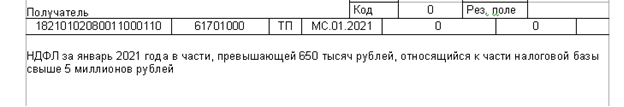 Код 0 Рез. поле
Получатель
18210102080011000110 61701000 ТП МС.01.2021 0 0
НДФЛ за январь 2021 года в части, превышающей 650 тысяч рублей, относящийся к части налоговой базы
свыше 5 миллионов рублей